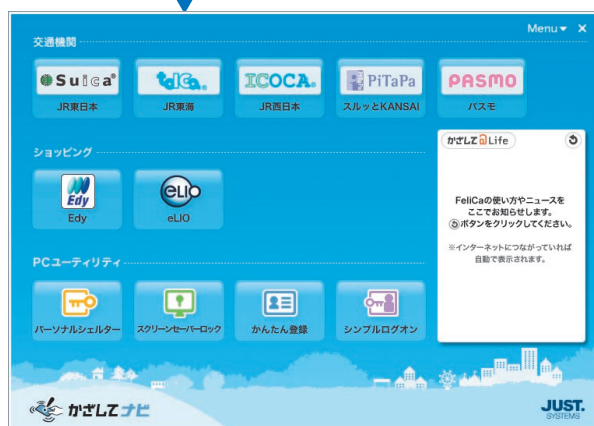 Menu
交通機関
Suica
TOICA.
ICOCA.
PiTaPa
PASMO
JR東日本
JR東海
JR西日本
スルッとKANSAI
パスモ
ショッピング
Edy
eLIO
Edy
eLIO
かざしてLife
FeliCaの使い方やニュースを
ここでお知らせします。
ボタンをクリックしてください。
※インターネットにつながっていれば
自動で表示されます。
PCユーティリティ
パーソナルシェルター
スクリーンセーバーロック
かんたん登録
シンプルログオン
かざしてナビ
JUST.
SYSTEMS